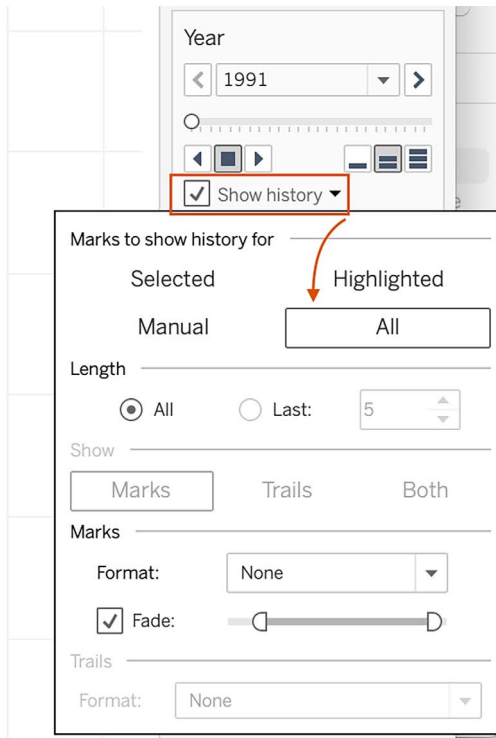 Year
1991
Show history
Marks to show history for
Selected Highlighted
Manual All
Length
All Last: 5
Show
Marks Trails Both
Marks
Format: None
Fade:
Trails
Format: None